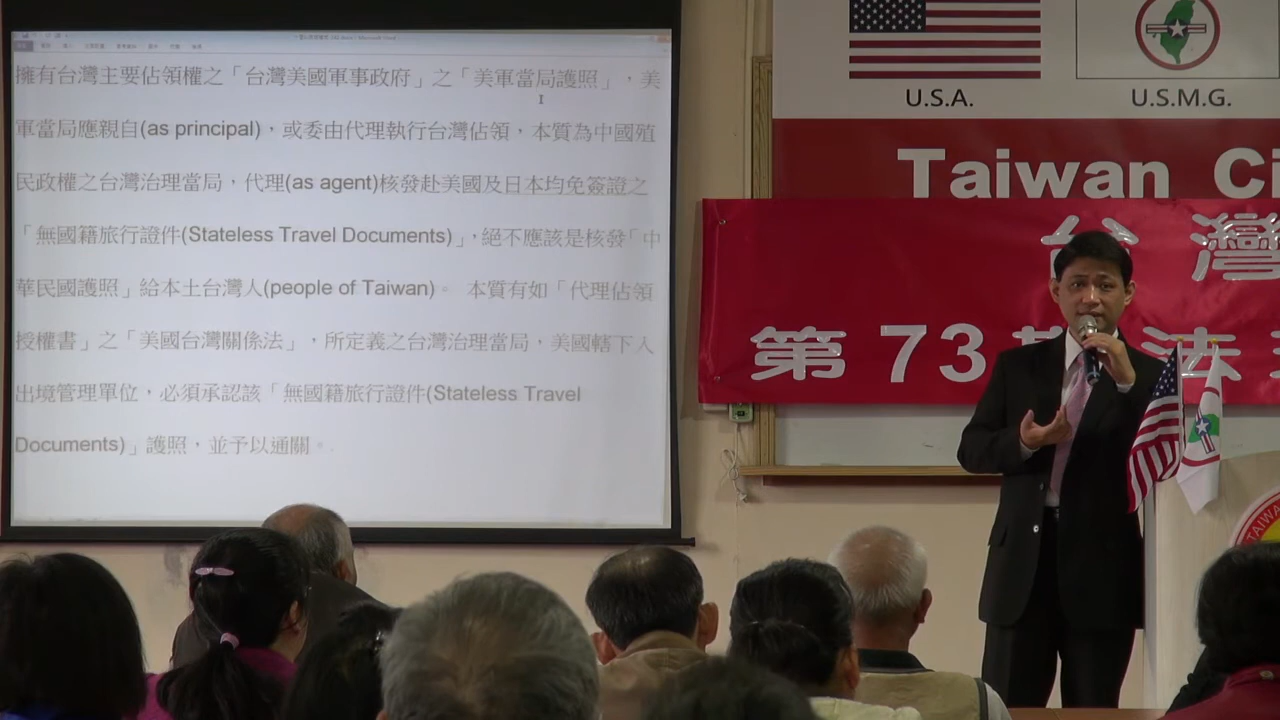 擁有台灣主要佔領權之「台灣美國軍事政府」之「美軍當局護照」，美
軍當局應親自(as principal)，或委由代理執行台灣佔領，本質為中國殖
民政權之台灣治理當局，代理(as agent)核發赴美國及日本均免簽證之
「無國籍旅行證件(Stateless Travel Documents)」，絕不應該是核發「中
華民國護照」給本土台灣人(people of Taiwan)。 本質有如「代理佔領
授權書」之「美國台灣關係法」，所定義之台灣治理當局，美國轄下入
出境管理單位，必須承認該「無國籍旅行證件(Stateless Travel
Documents)」護照，並予以通關。
U.S.A.
U.S.M.G.
Taiwan Ci
台灣
第73
法
TAIWAN